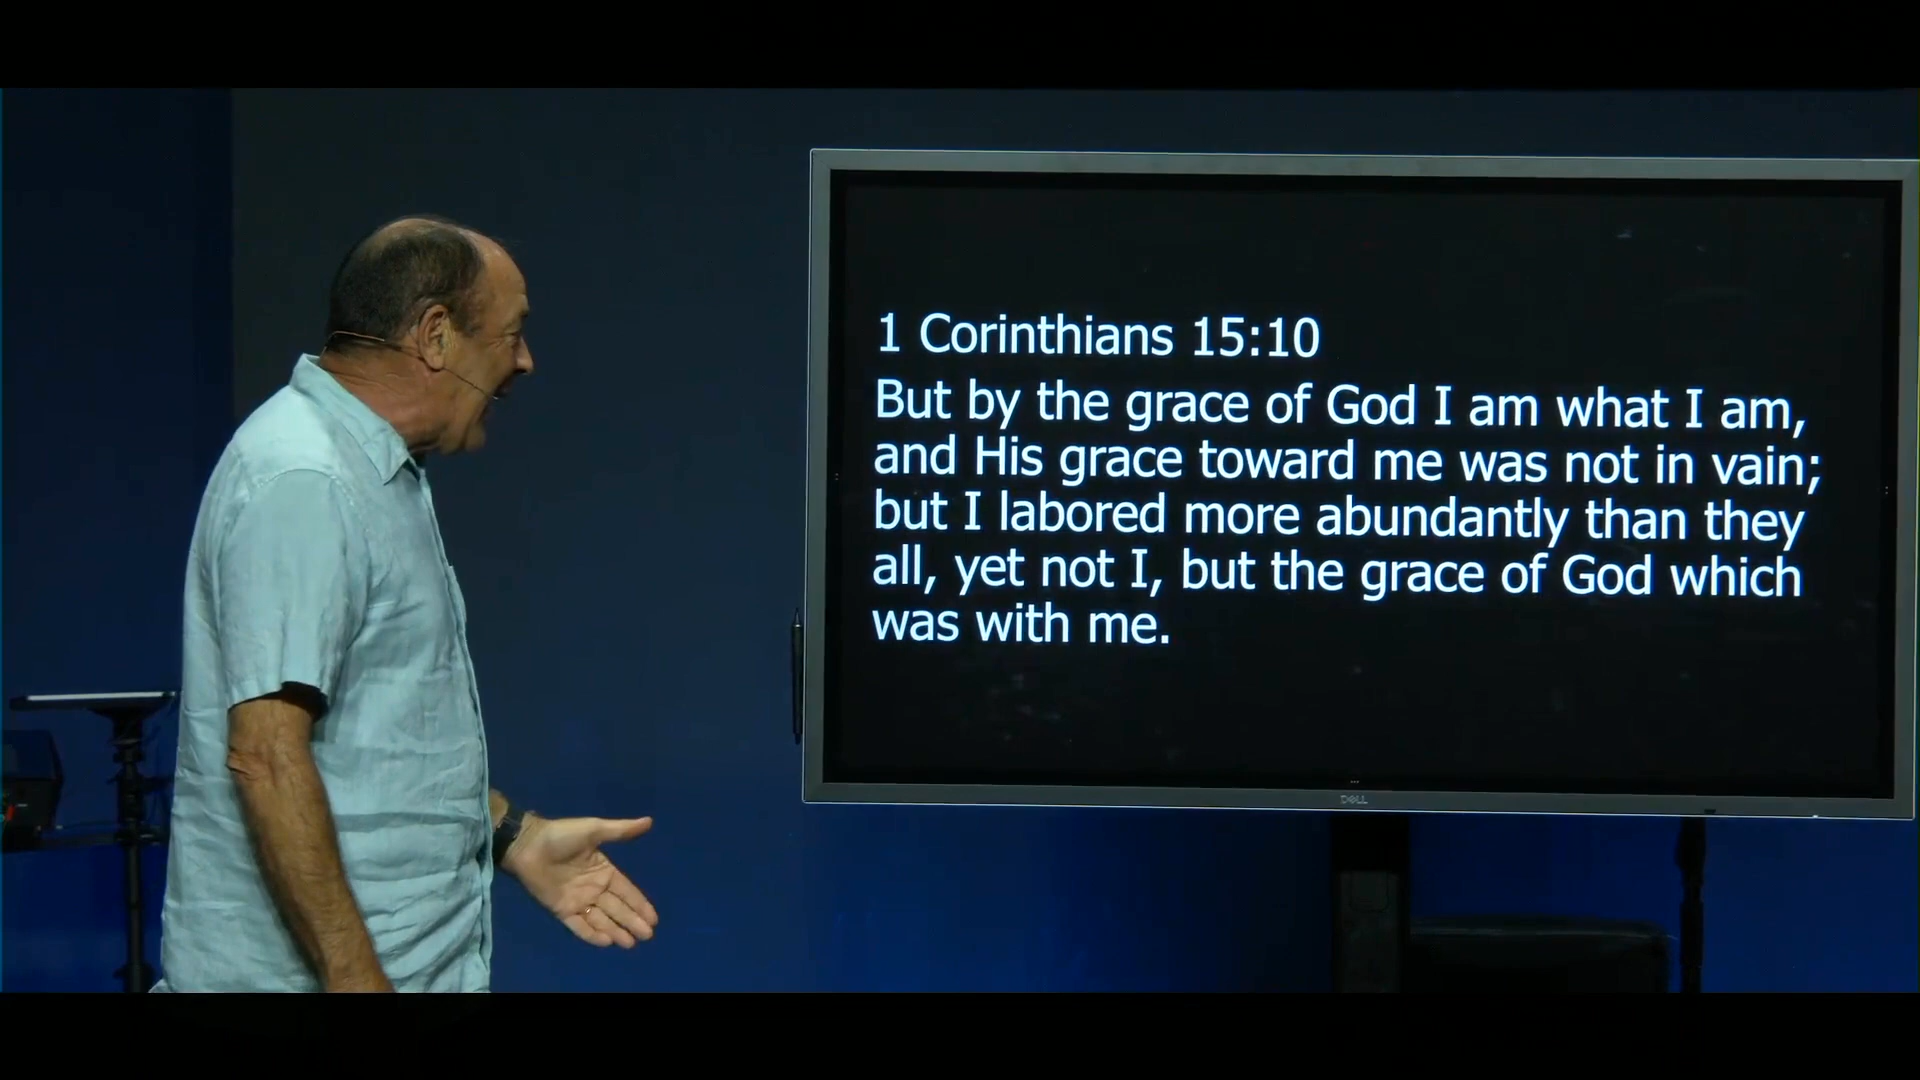 1 Corinthians 15:10
But by the grace of God I am what I am,
and His grace toward me was not in vain;
but I labored more abundantly than they
all, yet not I, but the grace of God which
was with me.
DELL